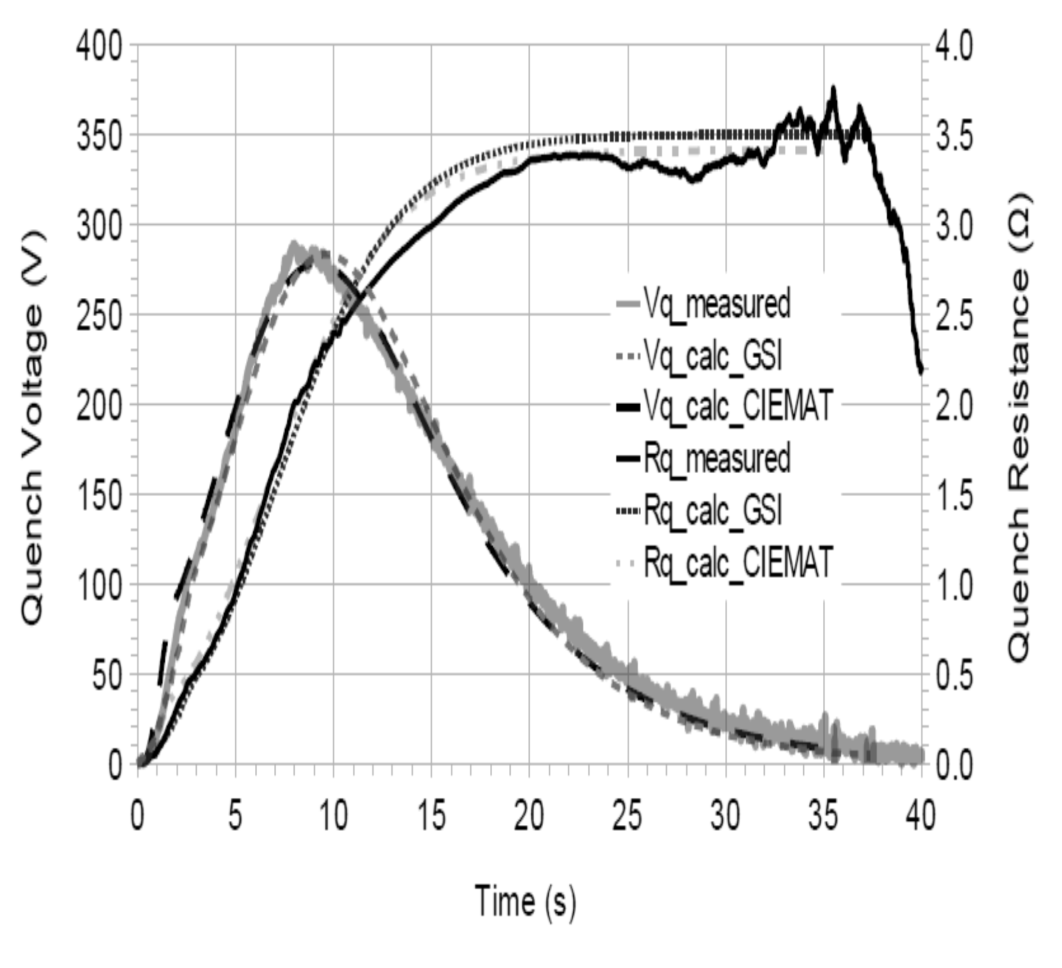 400
350
300
250
200
150
100
50
0
4.0
3.5
3.0
2.5
2.0
1.5
1.0
0.5
0.0
0 5 10 15 20 25 30 35 40
Quench Voltage (V)
Quench Resistance (Ω)
Time (s)
Vq_measured
Vq_calc_GSI
Vq_calc_CIEMAT
Rq_measured
Rq_calc_GSI
Rq_calc_CIEMAT